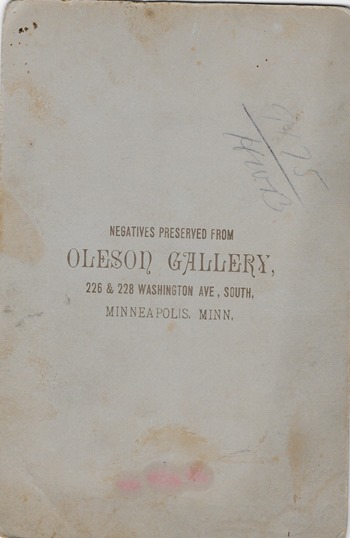 NEGATIVES PRESERVED FROM
OLESON GALLERY,
226 & 228 WASHINGTON AVE, SOUTH,
MINNEAPOLIS, MINN.